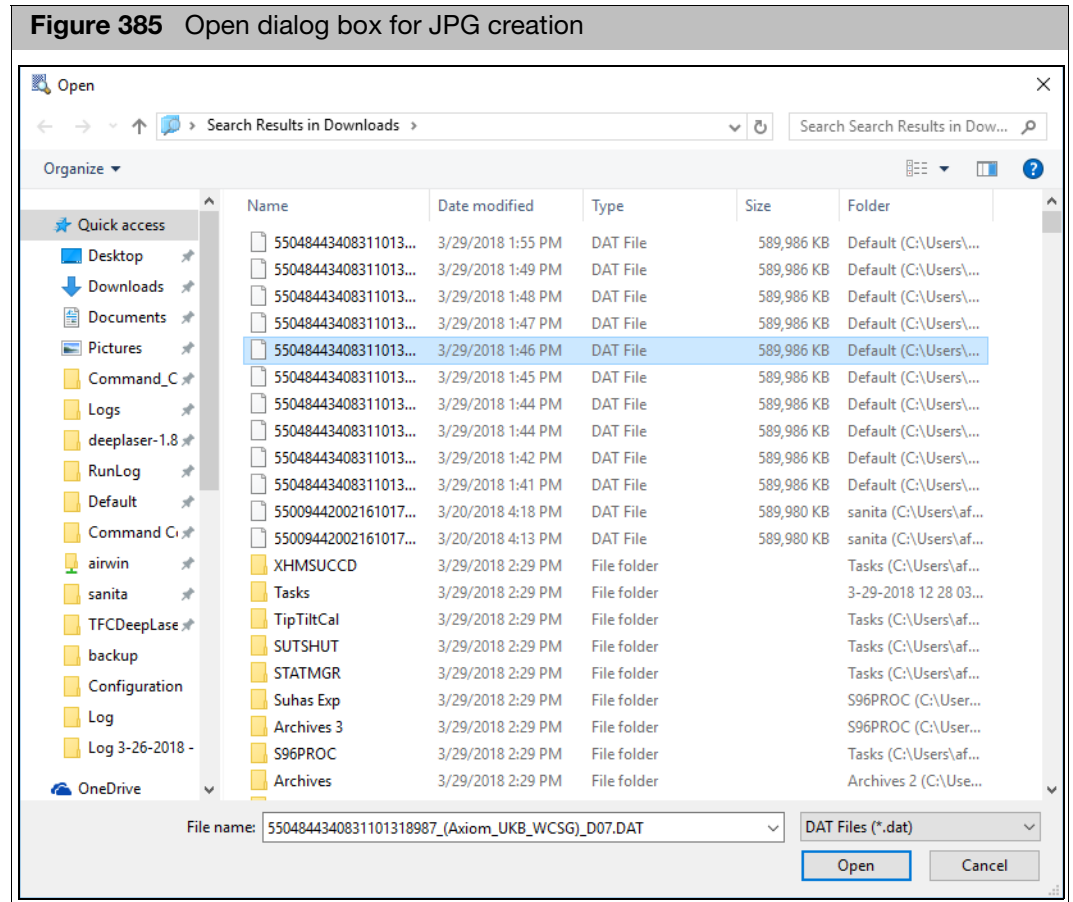 Figure 385 Open dialog box for JPG creation
Open
Search Results in Downloads
Search Search Results in Dow...
Organize
Quick access
Desktop
Downloads
Documents
Pictures
Command_C
Logs
deeplaser-1.8
RunLog
Default
Command Co
airwin
sanita
TFCDeepLase
backup
Configuration
Log
Log 3-26-2018 -
OneDrive
Name Date modified Type Size Folder
55048443408311013... 3/29/2018 1:55 PM DAT File 589,986 KB Default (C:\Users\...
55048443408311013... 3/29/2018 1:49 PM DAT File 589,986 KB Default (C:\Users\...
55048443408311013... 3/29/2018 1:48 PM DAT File 589,986 KB Default (C:\Users\...
55048443408311013... 3/29/2018 1:47 PM DAT File 589,986 KB Default (C:\Users\...
55048443408311013... 3/29/2018 1:46 PM DAT File 589,986 KB Default (C:\Users\...
55048443408311013... 3/29/2018 1:45 PM DAT File 589,986 KB Default (C:\Users\...
55048443408311013... 3/29/2018 1:44 PM DAT File 589,986 KB Default (C:\Users\...
55048443408311013... 3/29/2018 1:44 PM DAT File 589,986 KB Default (C:\Users\...
55048443408311013... 3/29/2018 1:42 PM DAT File 589,986 KB Default (C:\Users\...
55048443408311013... 3/29/2018 1:41 PM DAT File 589,986 KB Default (C:\Users\...
55009442002161017... 3/20/2018 4:18 PM DAT File 589,980 KB sanita (C:\Users\af...
55009442002161017... 3/20/2018 4:13 PM DAT File 589,980 KB sanita (C:\Users\af...
XHMSUCCD 3/29/2018 2:29 PM File folder Tasks (C:\Users\af...
Tasks 3/29/2018 2:29 PM File folder 3-29-2018 12 28 03...
TipTiltCal 3/29/2018 2:29 PM File folder Tasks (C:\Users\af...
SUTSHUT 3/29/2018 2:29 PM File folder Tasks (C:\Users\af...
STATMGR 3/29/2018 2:29 PM File folder Tasks (C:\Users\af...
Suhas Exp 3/29/2018 2:29 PM File folder S96PROC (C:\User...
Archives 3 3/29/2018 2:29 PM File folder S96PROC (C:\User...
S96PROC 3/29/2018 2:29 PM File folder Tasks (C:\Users\af...
Archives 3/29/2018 2:29 PM File folder Archives 2 (C:\Use...
File name: 5504844340831101318987_(Axiom_UKB_WCSG)_D07.DAT DAT Files (*.dat)
Open Cancel